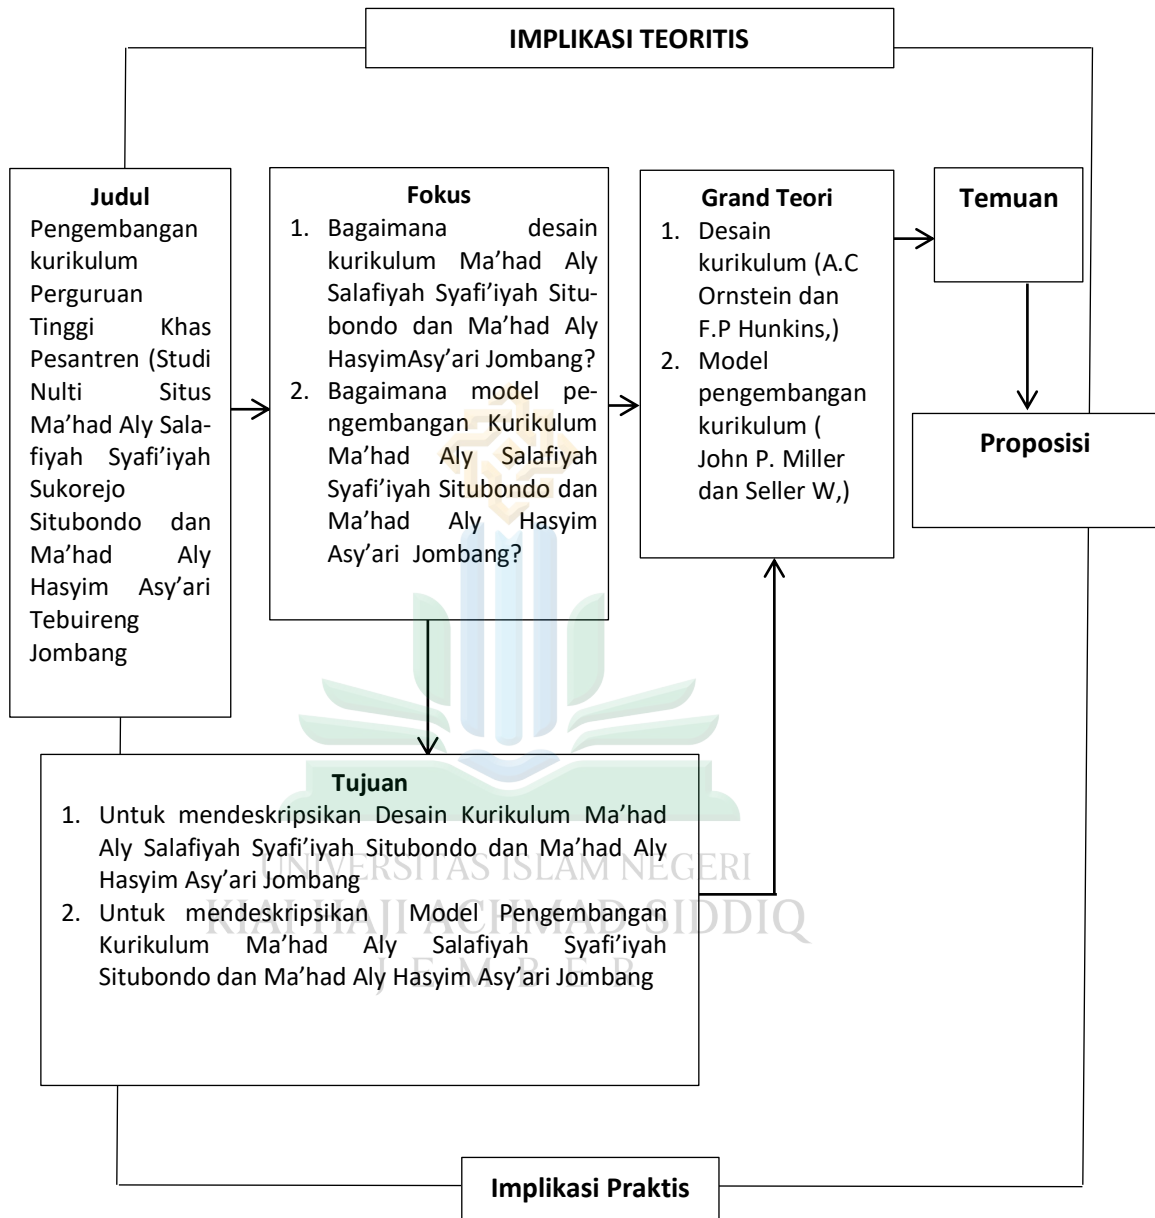 IMPLIKASI TEORITIS
Judul
Pengembangan
kurikulum
Perguruan
Tinggi Khas
Pesantren (Studi
Nulti Situs
Ma’had Aly Sala-
fiyah Syafi’iyah
Sukorejo
Situbondo dan
Ma’had Aly
Hasyim Asy’ari
Tebuireng
Jombang
Fokus
1. Bagaimana desain
kurikulum Ma’had Aly
Salafiyah Syafi’iyah Situ-
bondo dan Ma’had Aly
HasyimAsy’ari Jombang?
2. Bagaimana model pe-
ngembangan Kurikulum
Ma’had Aly Salafiyah
Syafi’iyah Situbondo dan
Ma’had Aly Hasyim
Asy’ari Jombang?
Grand Teori
1. Desain
kurikulum (A.C
Ornstein dan
F.P Hunkins,)
2. Model
pengembangan
kurikulum (
John P. Miller
dan Seller W,)
Temuan
Proposisi
Tujuan
1. Untuk mendeskripsikan Desain Kurikulum Ma’had
Aly Salafiyah Syafi’iyah Situbondo dan Ma’had Aly
Hasyim Asy’ari Jombang
2. Untuk mendeskripsikan Model Pengembangan
Kurikulum Ma’had Aly Salafiyah Syafi’iyah
Situbondo dan Ma’had Aly Hasyim Asy’ari Jombang
UNIVERSITAS ISLAM NEGERI
KIAI HAJI ACHMAD SIDDIQ
JEMBER
Implikasi Praktis